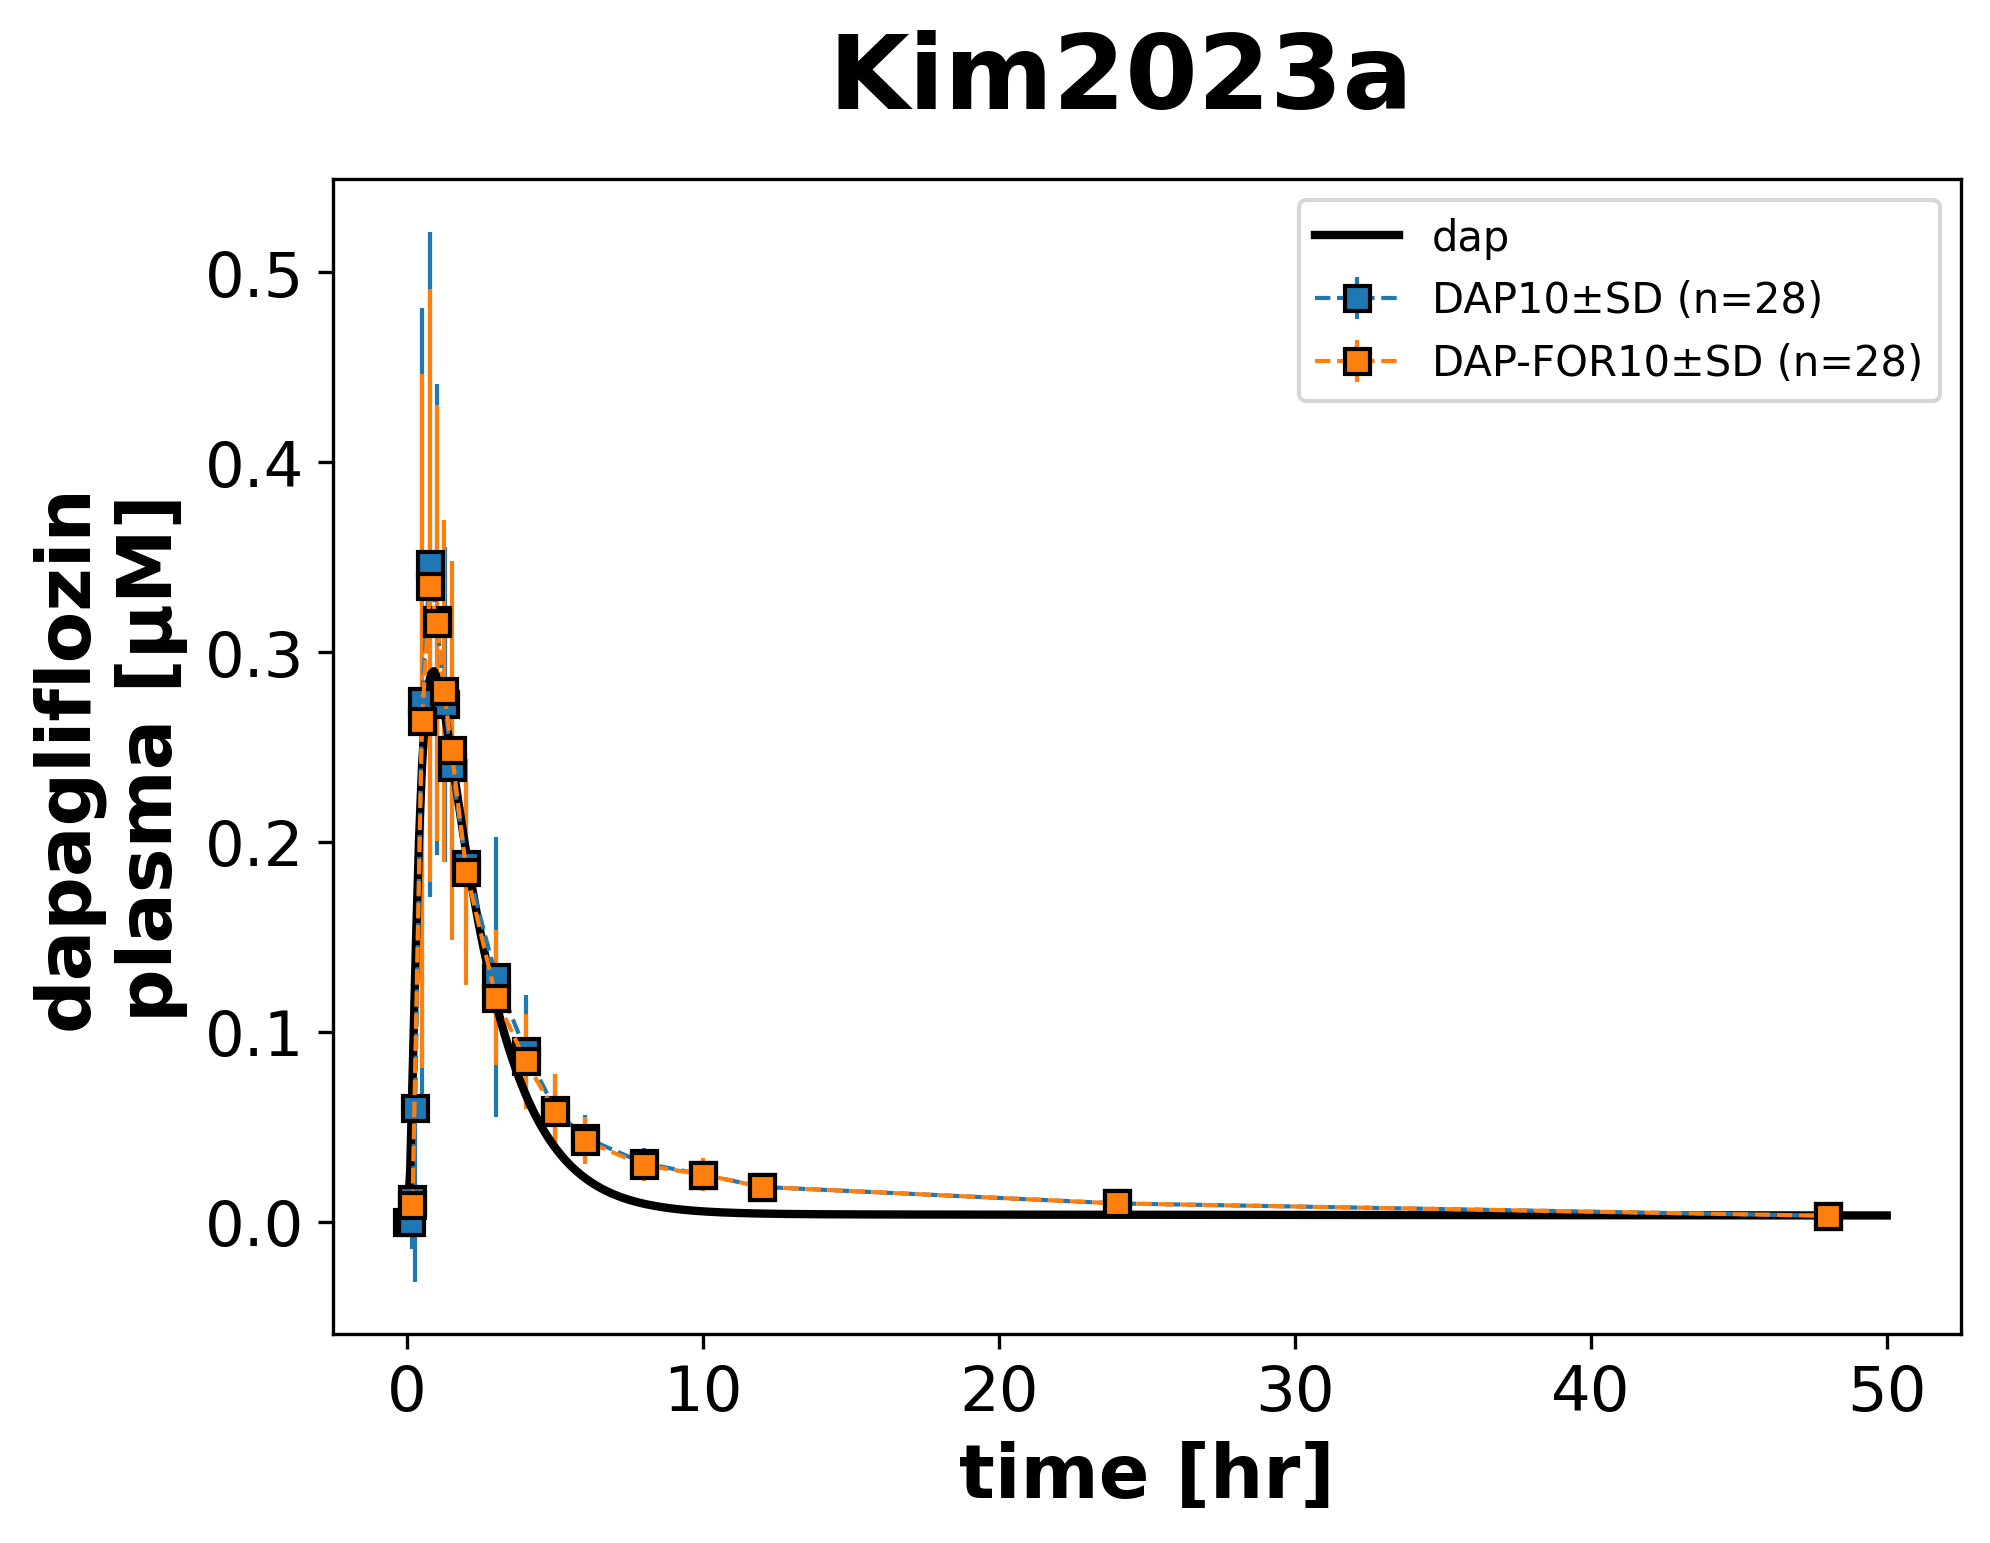 Kim2023a
dapagliflozin
plasma [µM]
0.5
0.4
0.3
0.2
0.1
0.0
dap
DAP10±SD (n=28)
DAP-FOR10±SD (n=28)
0 10 20 30 40 50
time [hr]